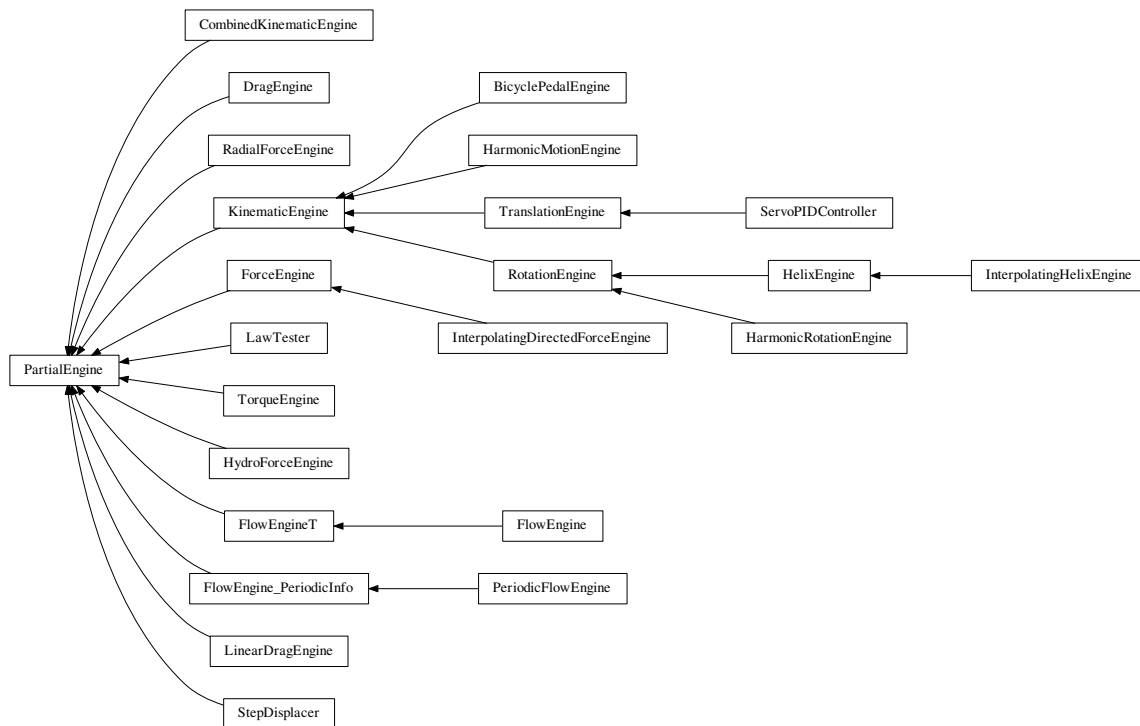 CombinedKinematicEngine
DragEngine
BicyclePedalEngine
RadialForceEngine
HarmonicMotionEngine
KinematicEngine
TranslationEngine
ServoPIDController
ForceEngine
RotationEngine
HelixEngine
InterpolatingHelixEngine
LawTester
InterpolatingDirectedForceEngine
HarmonicRotationEngine
PartialEngine
TorqueEngine
HydroForceEngine
FlowEngineT
FlowEngine
FlowEngine_PeriodicInfo
PeriodicFlowEngine
LinearDragEngine
StepDisplacer